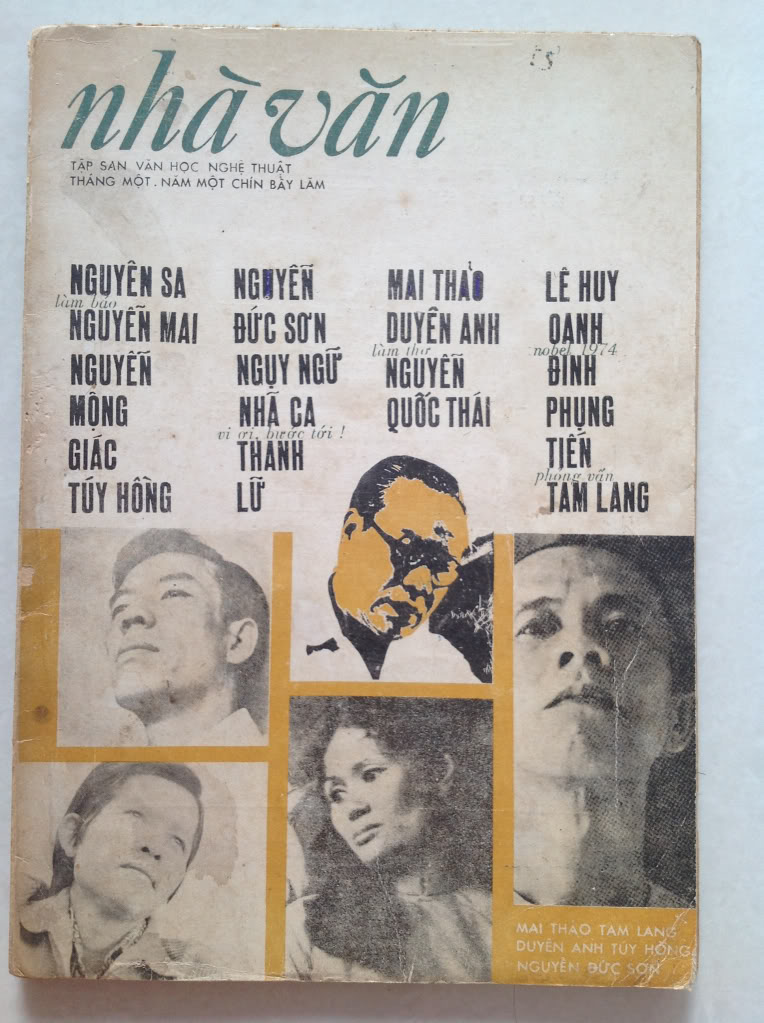 nhà văn
TẬP SAN VĂN HỌC NGHỆ THUẬT
THÁNG MỘT. NĂM MỘT CHÍN BẨY LĂM
NGUYÊN SA
làm báo
NGUYỄN MAI
NGUYỄN
MỘNG
GIÁC
TÚY HỒNG
NGUYỄN
ĐỨC SƠN
NGỤY NGỮ
NHÃ CA
vi ơi, bước tới !
THANH
LỮ
MAI THẢO
DUYÊN ANH
làm thơ
NGUYỄN
QUỐC THÁI
LÊ HUY
OANH
nobel 1974
ĐÌNH
PHỤNG
TIẾN
phỏng vấn
TAM LANG
MAI THẢO TAM LANG
DUYÊN ANH TÚY HỒNG
NGUYỄN ĐỨC SƠN